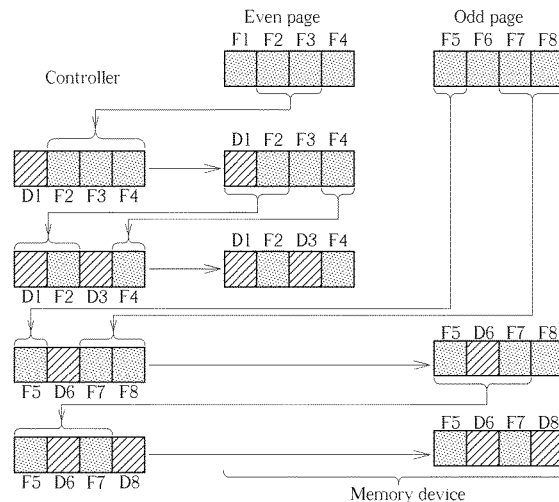 Even page Odd page
F1 F2 F3 F4 F5 F6 F7 F8
Controller
D1 F2 F3 F4
D1 F2 F3 F4
D1 F2 D3 F4
D1 F2 D3 F4
F5 D6 F7 F8
F5 D6 F7 F8
F5 D6 F7 D8
F5 D6 F7 D8
Memory device